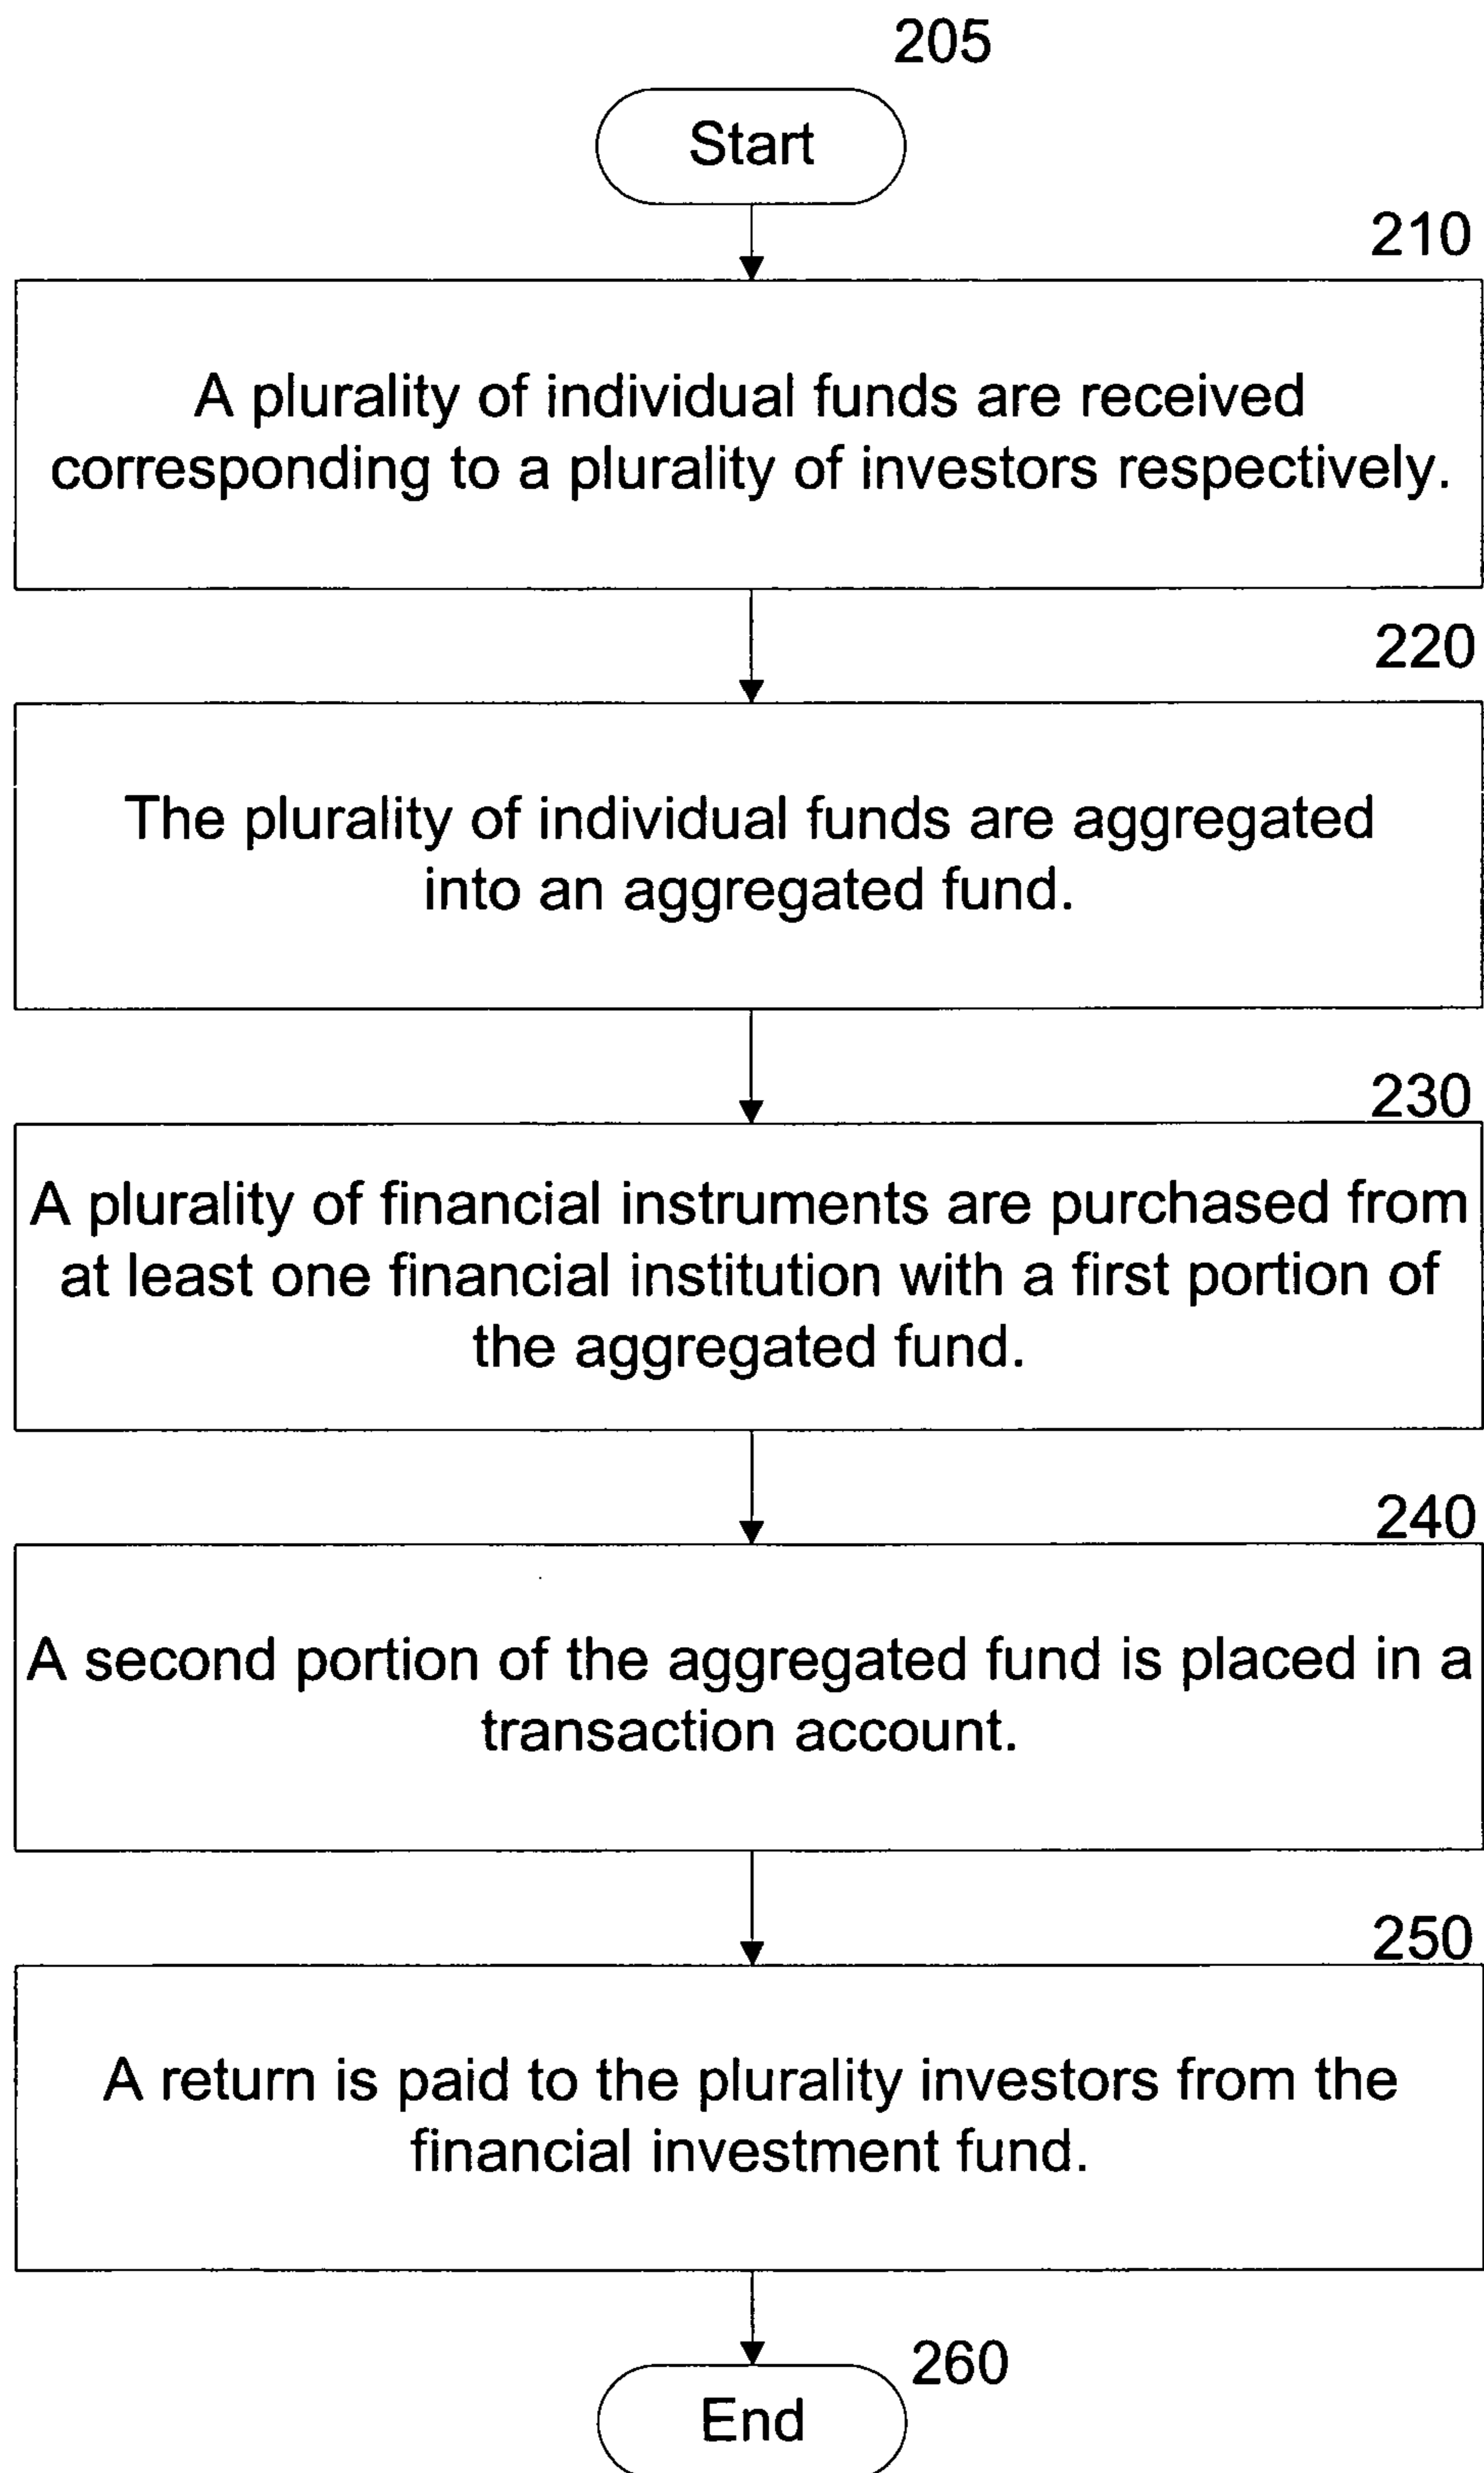 205
Start
210
A plurality of individual funds are received
corresponding to a plurality of investors respectively.
220
The plurality of individual funds are aggregated
into an aggregated fund.
230
A plurality of financial instruments are purchased from
at least one financial institution with a first portion of
the aggregated fund.
240
A second portion of the aggregated fund is placed in a
transaction account.
250
A return is paid to the plurality investors from the
financial investment fund.
260
End